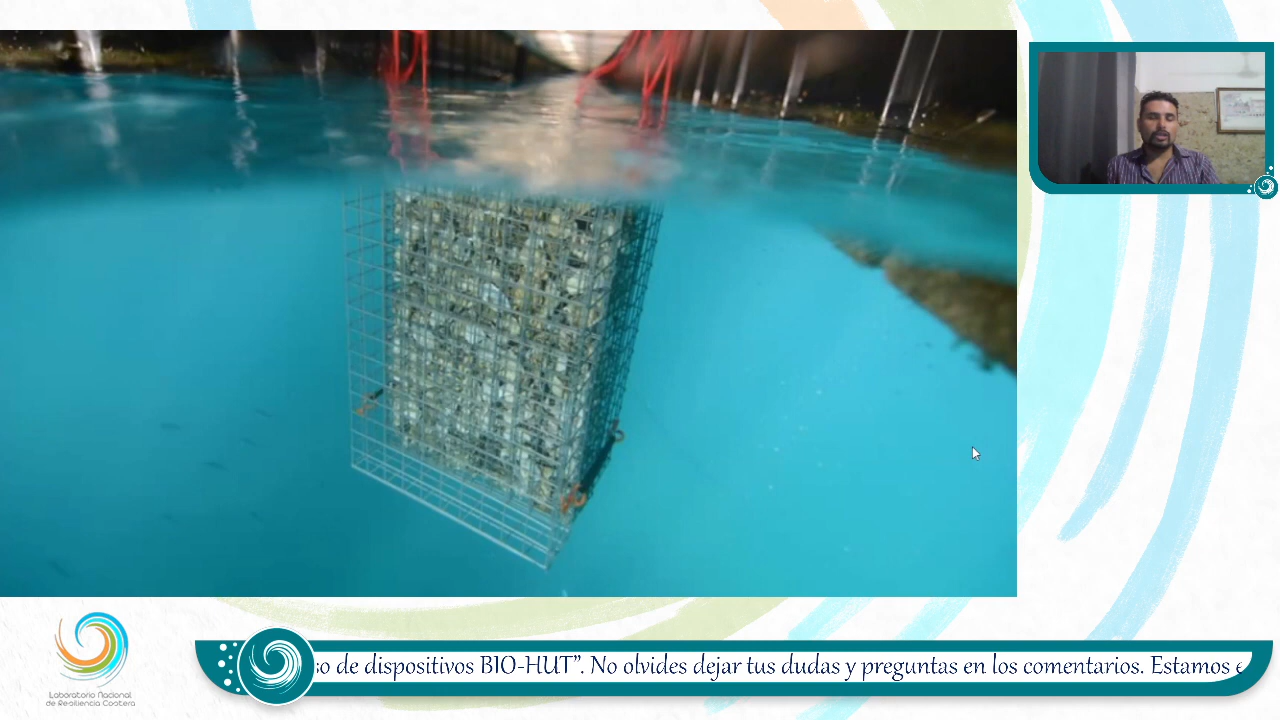 Laboratorio Nacional
de Resiliencia Costera
so de dispositivos BIO-HUT”. No olvides dejar tus dudas y preguntas en los comentarios. Estamos e